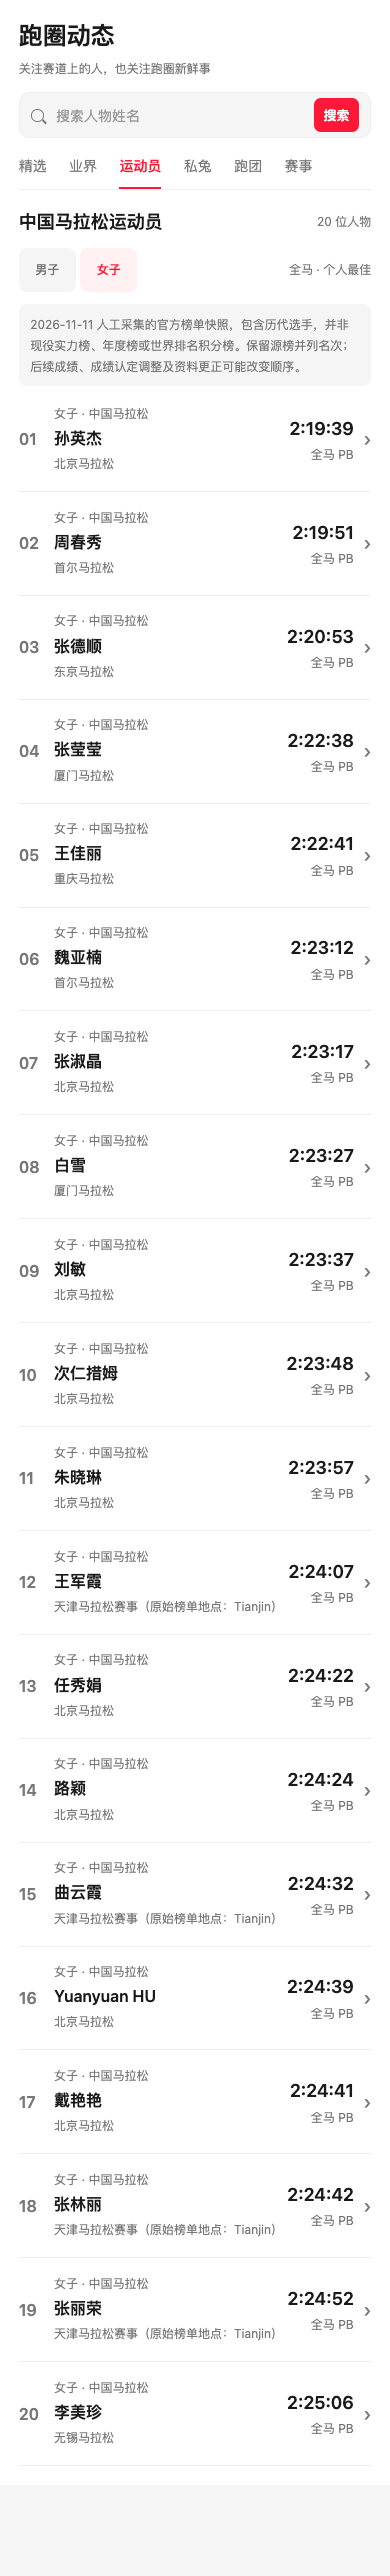 跑圈动态
关注赛道上的人，也关注跑圈新鲜事
搜索人物姓名
搜索
精选 业界 运动员 私兔 跑团 赛事
中国马拉松运动员 20 位人物
男子 女子 全马 · 个人最佳
2026-11-11 人工采集的官方榜单快照，包含历代选手，并非
现役实力榜、年度榜或世界排名积分榜。保留源榜并列名次；
后续成绩、成绩认定调整及资料更正可能改变顺序。
女子 · 中国马拉松
01 孙英杰 2:19:39
北京马拉松 全马 PB
女子 · 中国马拉松
02 周春秀 2:19:51
首尔马拉松 全马 PB
女子 · 中国马拉松
03 张德顺 2:20:53
东京马拉松 全马 PB
女子 · 中国马拉松
04 张莹莹 2:22:38
厦门马拉松 全马 PB
女子 · 中国马拉松
05 王佳丽 2:22:41
重庆马拉松 全马 PB
女子 · 中国马拉松
06 魏亚楠 2:23:12
首尔马拉松 全马 PB
女子 · 中国马拉松
07 张淑晶 2:23:17
北京马拉松 全马 PB
女子 · 中国马拉松
08 白雪 2:23:27
厦门马拉松 全马 PB
女子 · 中国马拉松
09 刘敏 2:23:37
北京马拉松 全马 PB
女子 · 中国马拉松
10 次仁措姆 2:23:48
北京马拉松 全马 PB
女子 · 中国马拉松
11 朱晓琳 2:23:57
北京马拉松 全马 PB
女子 · 中国马拉松
12 王军霞 2:24:07
天津马拉松赛事（原始榜单地点：Tianjin） 全马 PB
女子 · 中国马拉松
13 任秀娟 2:24:22
北京马拉松 全马 PB
女子 · 中国马拉松
14 路颖 2:24:24
北京马拉松 全马 PB
女子 · 中国马拉松
15 曲云霞 2:24:32
天津马拉松赛事（原始榜单地点：Tianjin） 全马 PB
女子 · 中国马拉松
16 Yuanyuan HU 2:24:39
北京马拉松 全马 PB
女子 · 中国马拉松
17 戴艳艳 2:24:41
北京马拉松 全马 PB
女子 · 中国马拉松
18 张林丽 2:24:42
天津马拉松赛事（原始榜单地点：Tianjin） 全马 PB
女子 · 中国马拉松
19 张丽荣 2:24:52
天津马拉松赛事（原始榜单地点：Tianjin） 全马 PB
女子 · 中国马拉松
20 李美珍 2:25:06
无锡马拉松 全马 PB